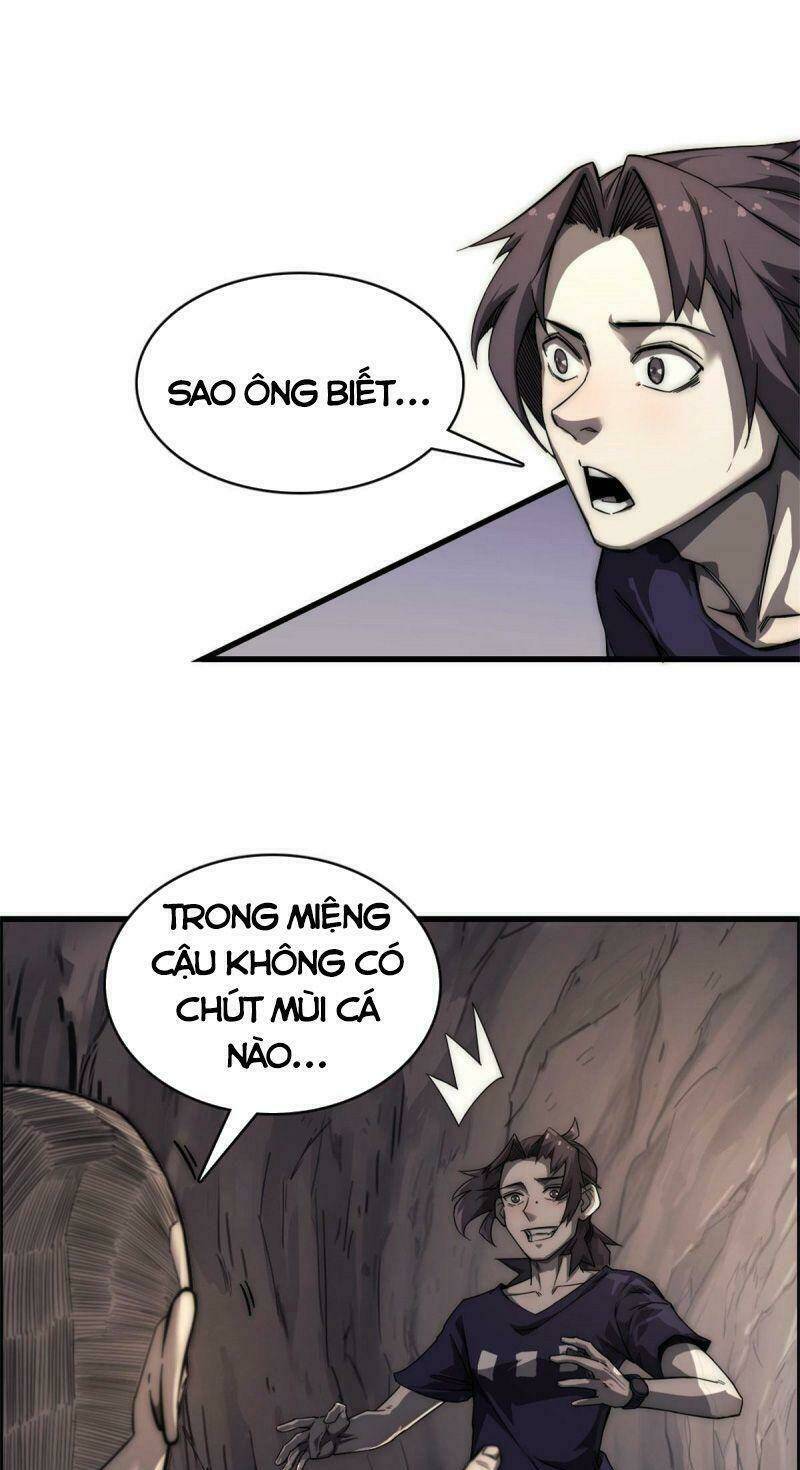 SAO ÔNG BIẾT...
TRONG MIỆNG
CẬU KHÔNG CÓ
CHÚT MÙI CÁ
NÀO...